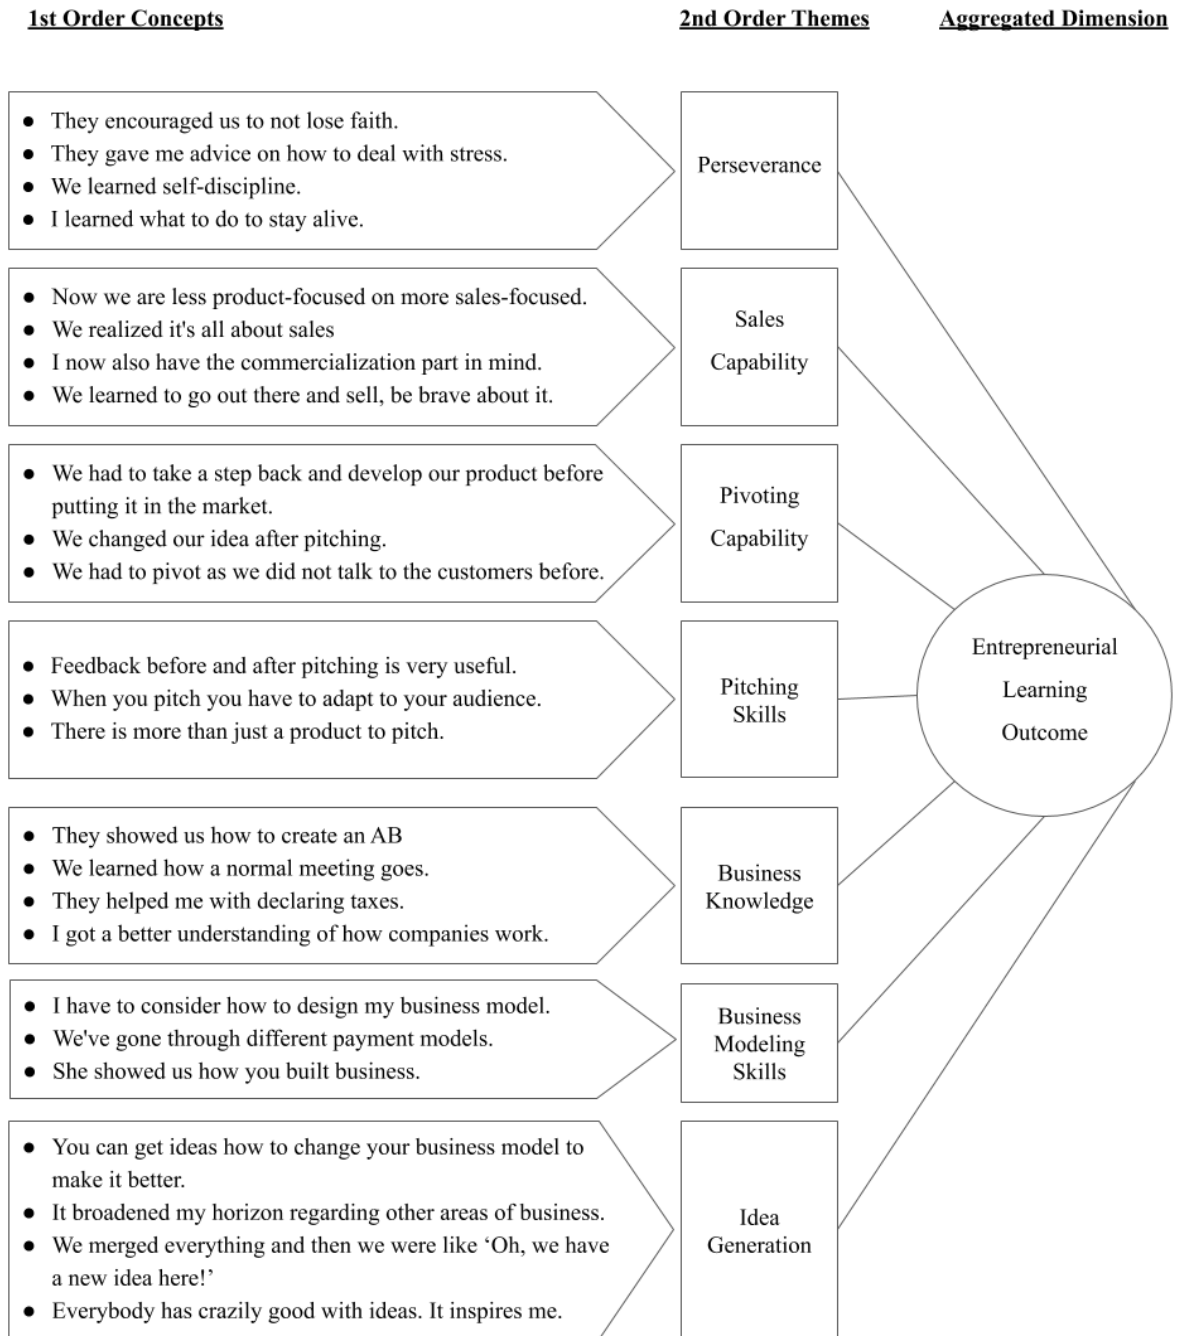 1st Order Concepts
2nd Order Themes
Aggregated Dimension
● They encouraged us to not lose faith.
● They gave me advice on how to deal with stress.
● We learned self-discipline.
● I learned what to do to stay alive.
Perseverance
● Now we are less product-focused on more sales-focused.
● We realized it's all about sales
● I now also have the commercialization part in mind.
● We learned to go out there and sell, be brave about it.
Sales
Capability
● We had to take a step back and develop our product before
putting it in the market.
● We changed our idea after pitching.
● We had to pivot as we did not talk to the customers before.
Pivoting
Capability
● Feedback before and after pitching is very useful.
● When you pitch you have to adapt to your audience.
● There is more than just a product to pitch.
Pitching
Skills
● They showed us how to create an AB
● We learned how a normal meeting goes.
● They helped me with declaring taxes.
● I got a better understanding of how companies work.
Business
Knowledge
● I have to consider how to design my business model.
● We've gone through different payment models.
● She showed us how you built business.
Business
Modeling
Skills
● You can get ideas how to change your business model to
make it better.
● It broadened my horizon regarding other areas of business.
● We merged everything and then we were like ‘Oh, we have
a new idea here!’
● Everybody has crazily good with ideas. It inspires me.
Idea
Generation
Entrepreneurial
Learning
Outcome